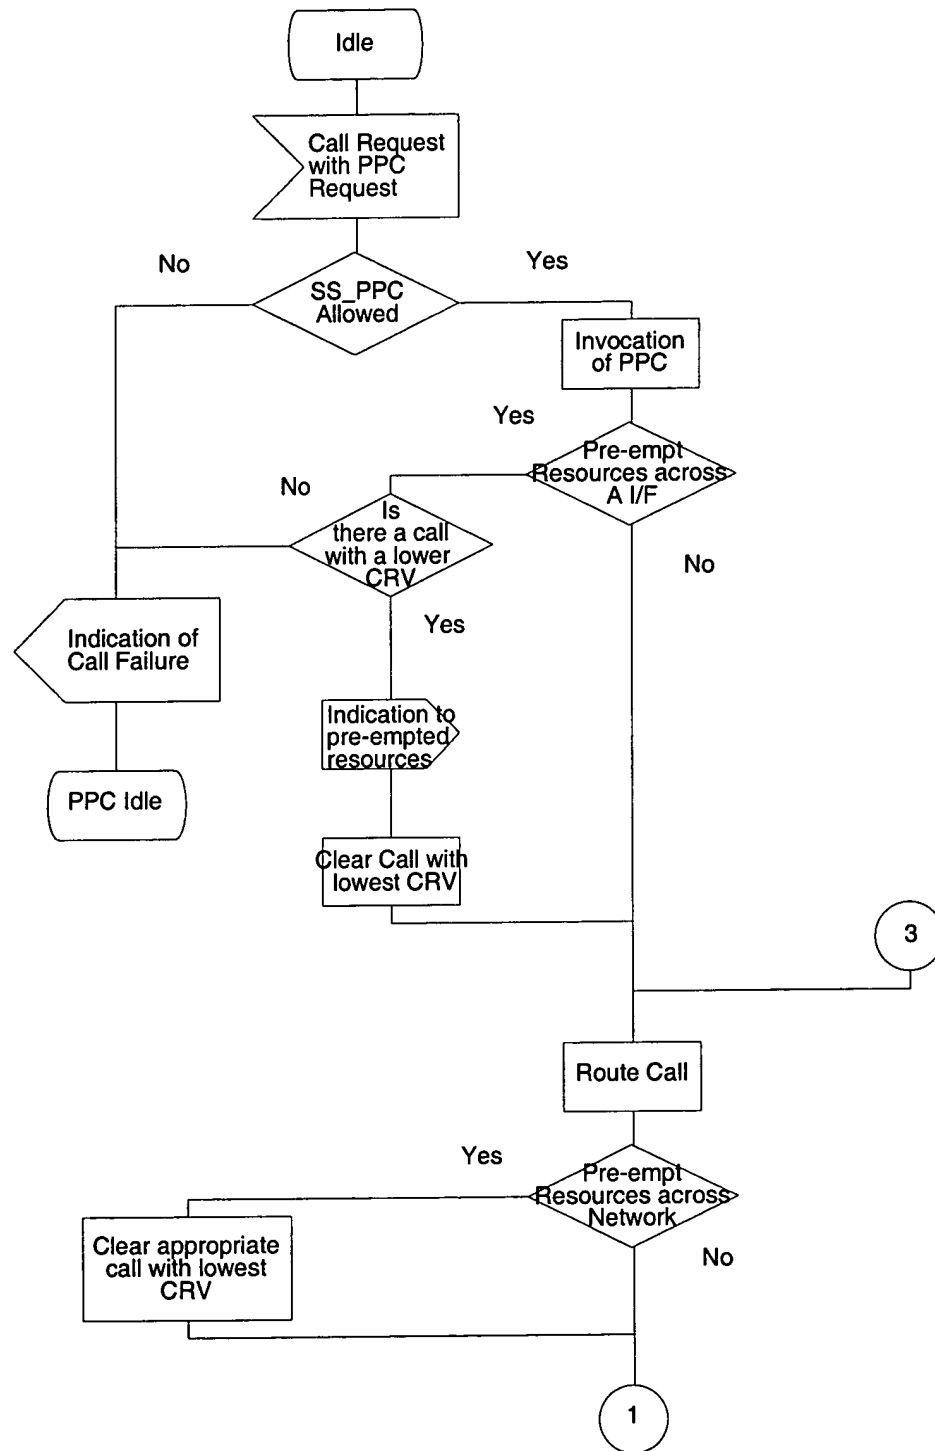 Idle
Call Request
with PPC
Request
No
Yes
SS_PPC
Allowed
Invocation
of PPC
Yes
Pre-empt
Resources across
A I/F
No
Is
there a call
with a lower
CRV
No
Yes
Indication of
Call Failure
Indication to
pre-empted
resources
PPC Idle
Clear Call with
lowest CRV
3
Route Call
Yes
Pre-empt
Resources across
Network
No
Clear appropriate
call with lowest
CRV
1